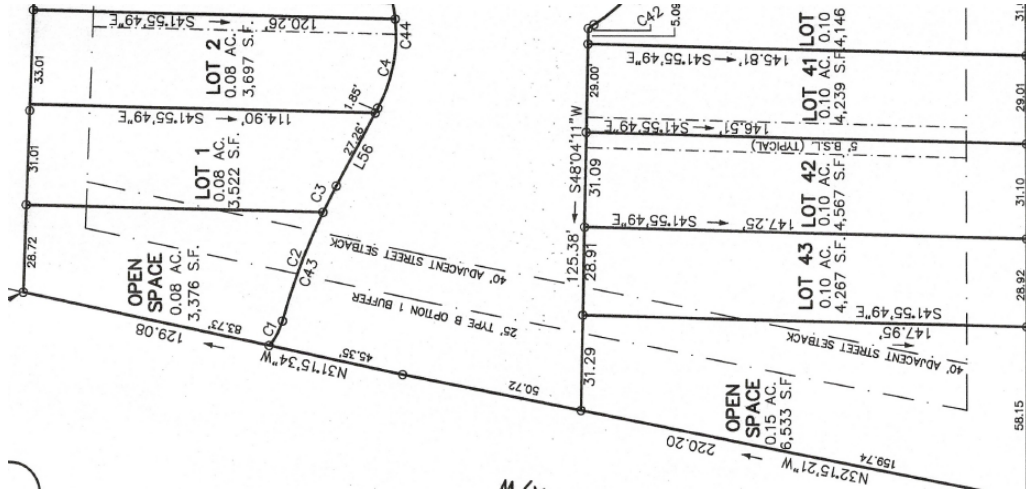 S41°55'49"E
120.26'
LOT 2
0.08 AC.
3,697 S.F.
33.01
C44
C4
1.85'
S41°55'49"E
114.90'
LOT 1
0.08 AC.
3,522 S.F.
31.01
27.26'
L56
C3
C2
C43
C1
28.72
OPEN
SPACE
0.08 AC.
3,376 S.F.
83.73'
129.08
N31°15'34"W
45.35'
50.72
40' ADJACENT STREET SETBACK
25' TYPE B OPTION 1 BUFFER
C42
5.09
29.00'
S41°55'49"E
145.81'
LOT
0.10
4,146
LOT 41
0.10 AC.
4,239 S.F.
29.01
S48°04'11"W
125.38'
S41°55'49"E
146.51'
5' B.S.L. (TYPICAL)
31.09
LOT 42
0.10 AC.
4,567 S.F.
31.10
S41°55'49"E
147.25'
28.91
LOT 43
0.10 AC.
4,267 S.F.
28.92
S41°55'49"E
147.95'
40' ADJACENT STREET SETBACK
31.29
OPEN
SPACE
0.15 AC.
6,533 S.F.
58.15
220.20
159.74
N32°15'21"W